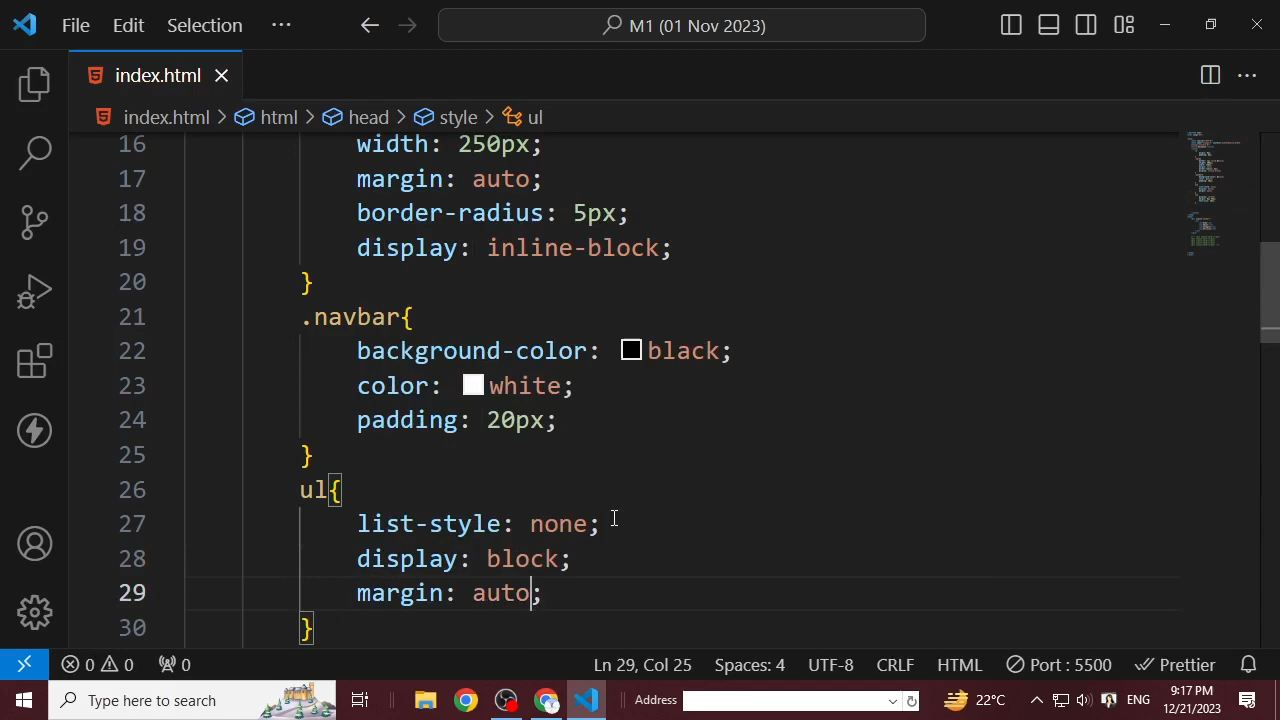 File Edit Selection ··· M1 (01 Nov 2023)
index.html
index.html > html > head > style > ul
16 width: 250px;
17 margin: auto;
18 border-radius: 5px;
19 display: inline-block;
20 }
21 .navbar{
22 background-color: black;
23 color: white;
24 padding: 20px;
25 }
26 ul{
27 list-style: none;
28 display: block;
29 margin: auto;
30 }
0 0 0 Ln 29, Col 25 Spaces: 4 UTF-8 CRLF HTML Port : 5500 Prettier
Type here to search Address 22°C ENG 9:17 PM
12/21/2023